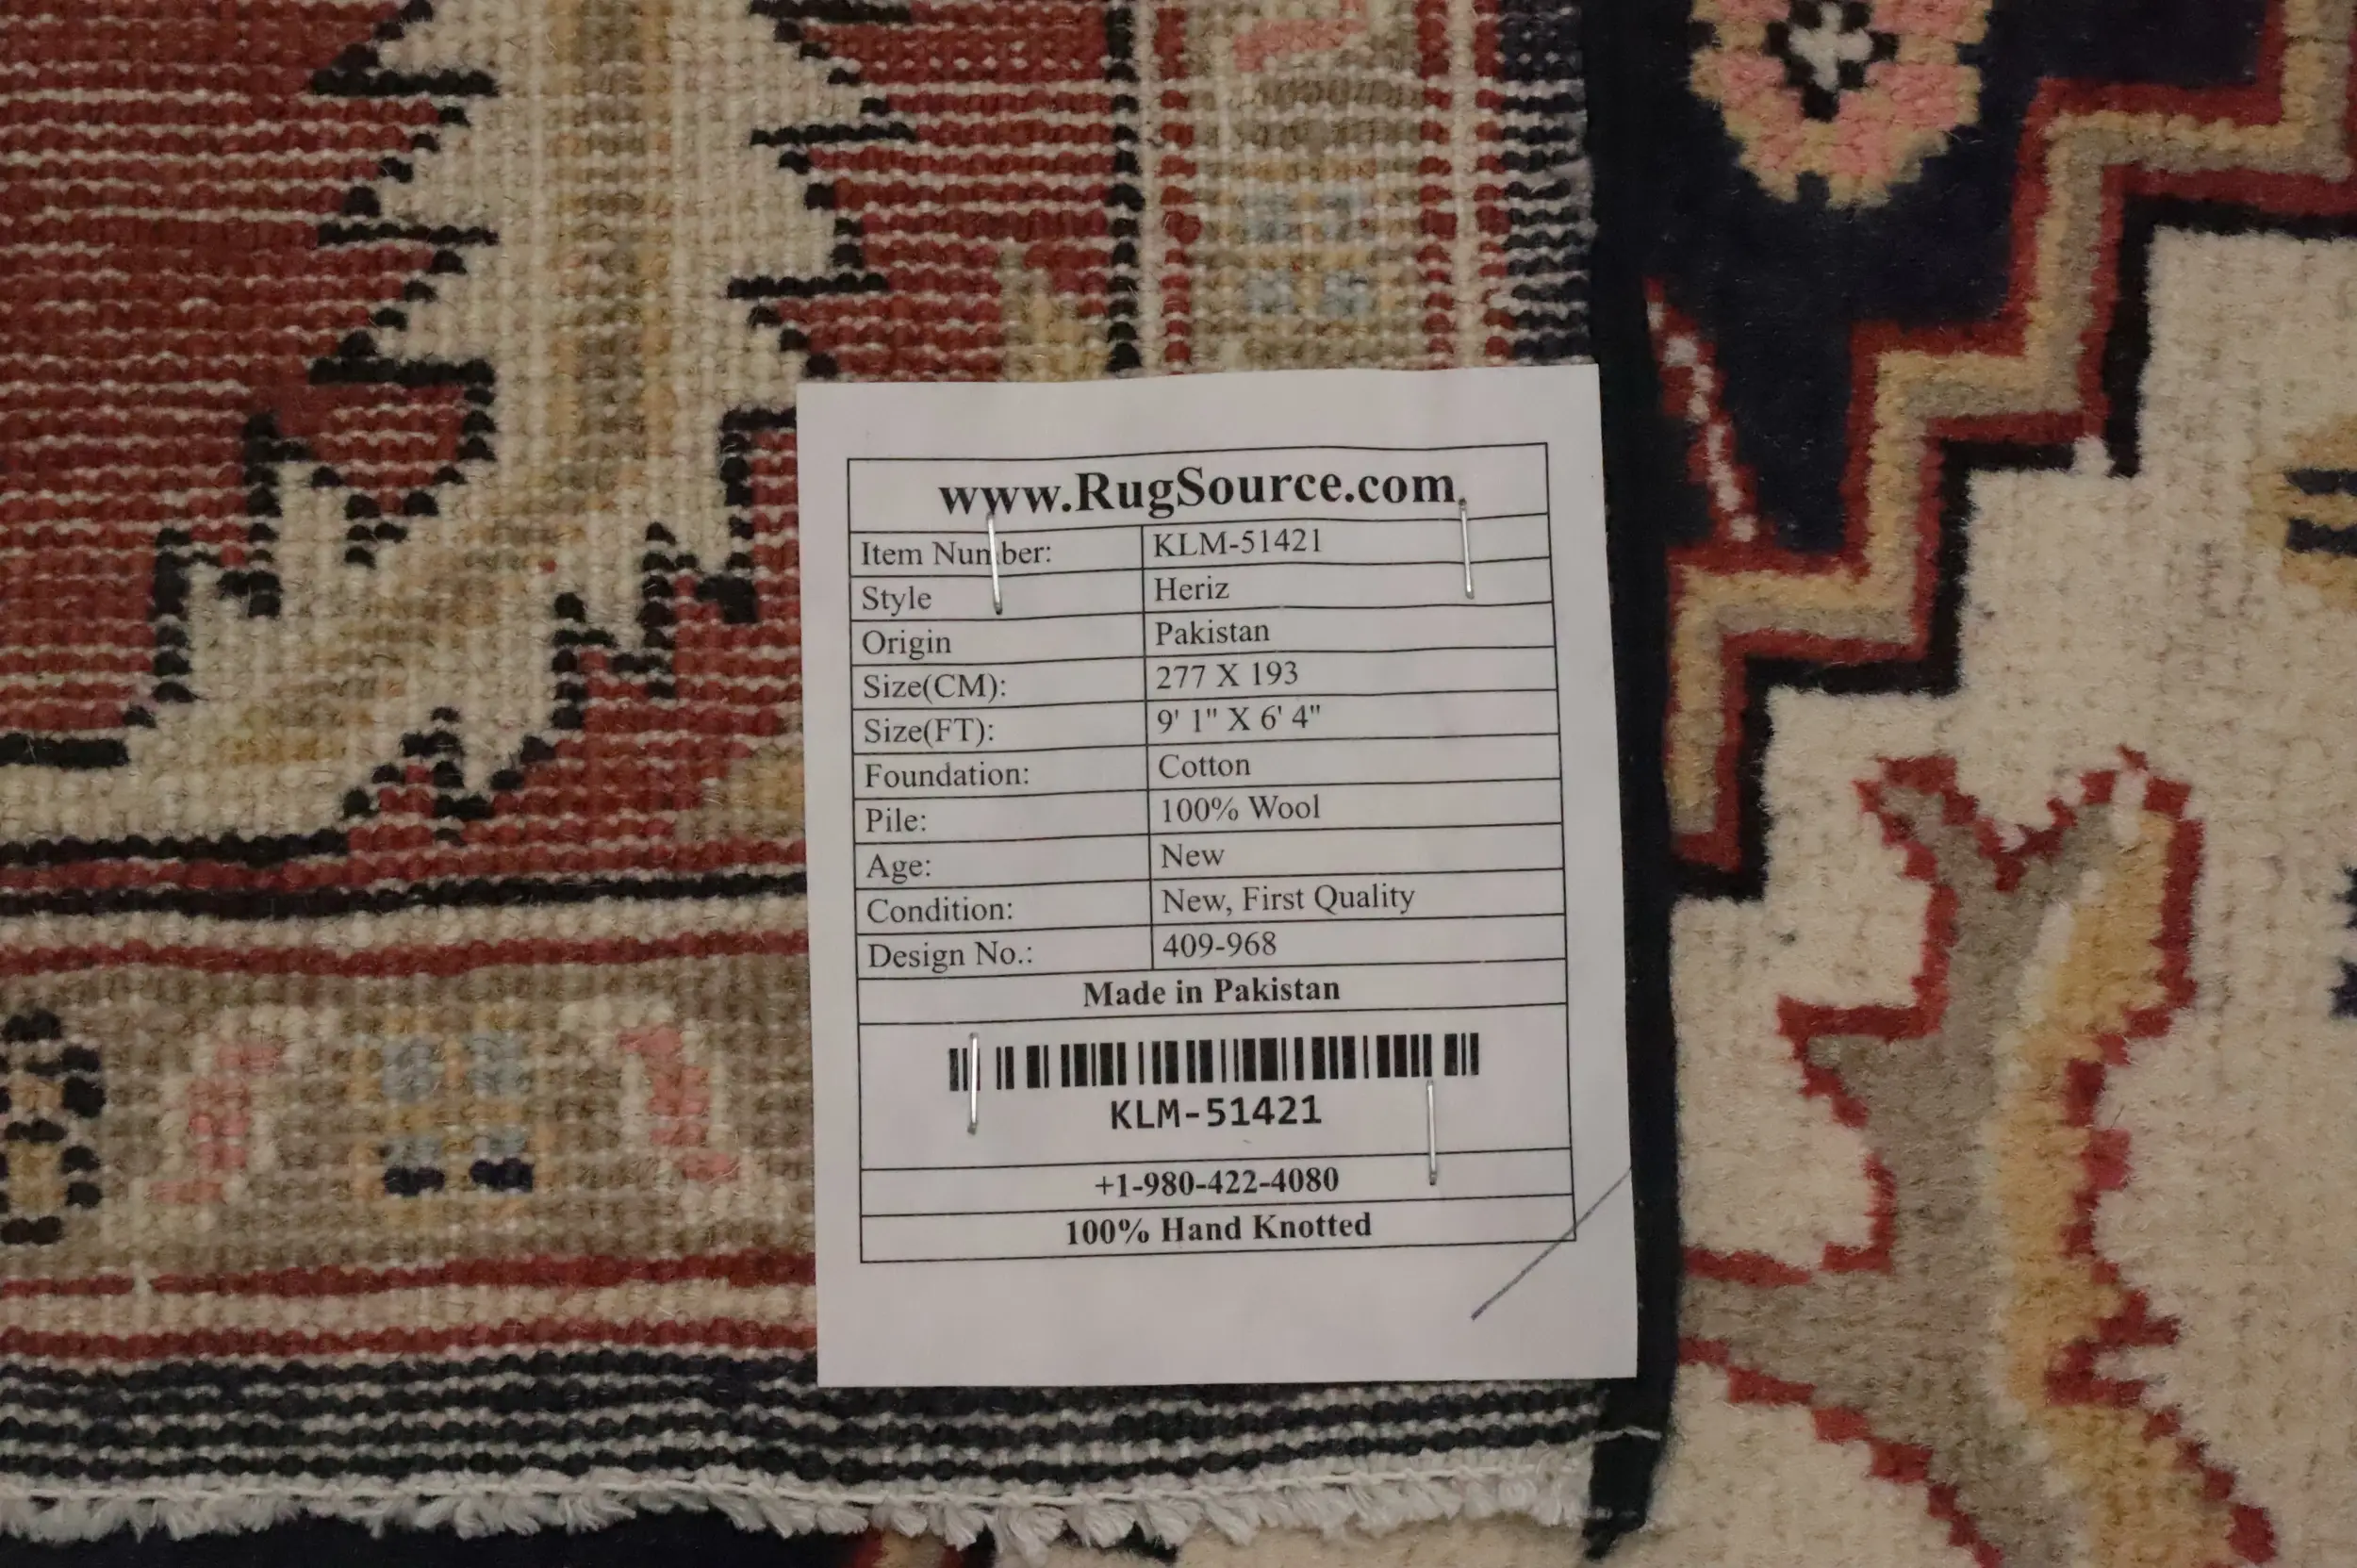 www.RugSource.com
Item Number: KLM-51421
Style Heriz
Origin Pakistan
Size(CM): 277 X 193
Size(FT): 9' 1" X 6' 4"
Foundation: Cotton
Pile: 100% Wool
Age: New
Condition: New, First Quality
Design No.: 409-968
Made in Pakistan
KLM-51421
+1-980-422-4080
100% Hand Knotted